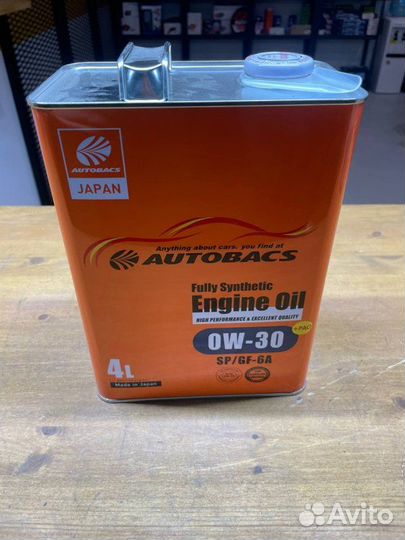 AUTOBACS
JAPAN
Anything about cars. you find at
AUTOBACS
Fully Synthetic
Engine Oil
HIGH PERFORMANCE & EXCELLENT QUALITY
+PAO
0W-30
SP/GF-6A
4L
Made in Japan
Avito